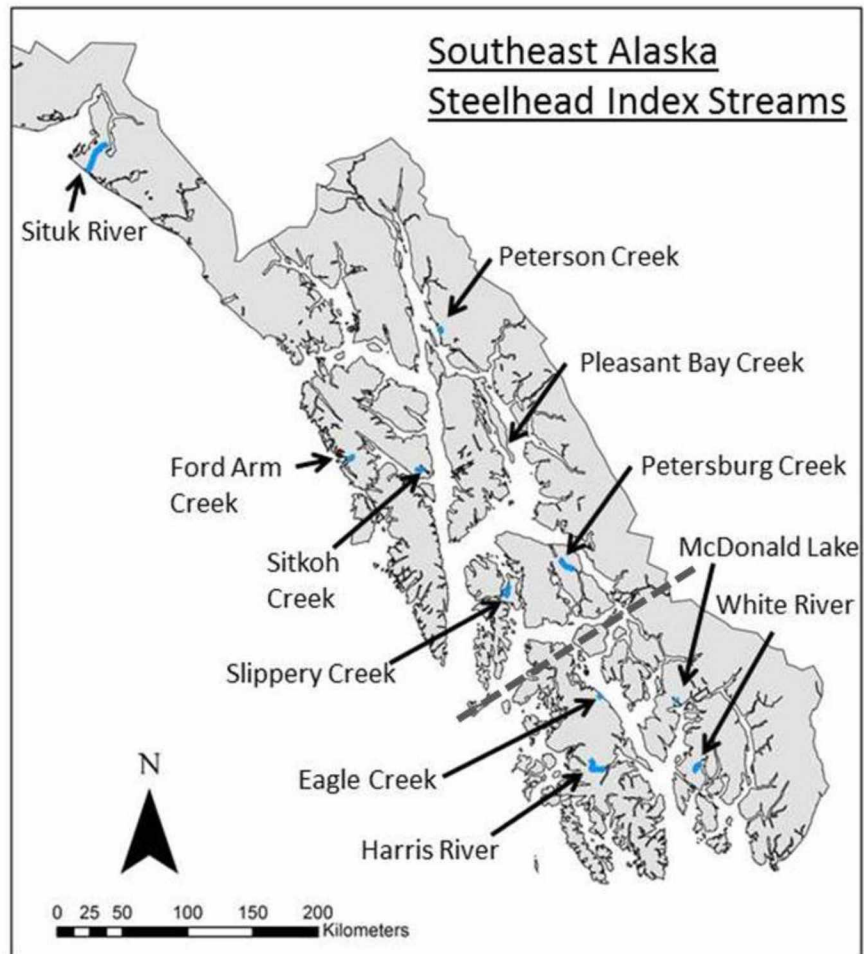 Southeast Alaska
Steelhead Index Streams
Situk River
Peterson Creek
Pleasant Bay Creek
Ford Arm
Creek
Petersburg Creek
Sitkoh
Creek
McDonald Lake
White River
Slippery Creek
Eagle Creek
Harris River
N
0 25 50 100 150 200
Kilometers